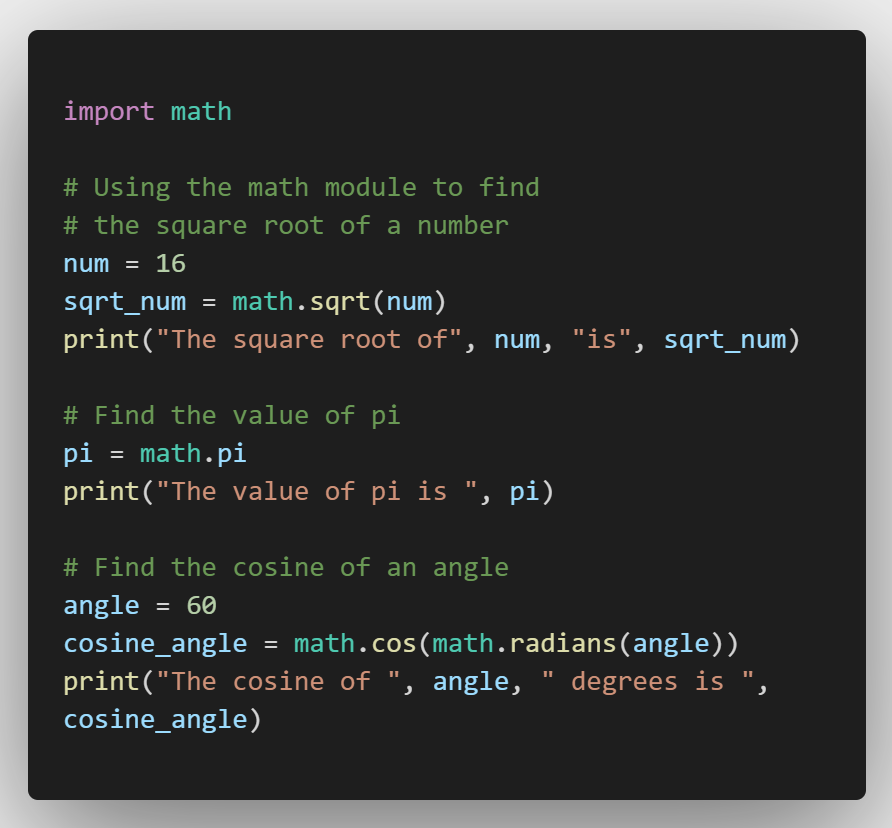 import math
# Using the math module to find
# the square root of a number
num = 16
sqrt_num = math.sqrt(num)
print("The square root of", num, "is", sqrt_num)
# Find the value of pi
pi = math.pi
print("The value of pi is ", pi)
# Find the cosine of an angle
angle = 60
cosine_angle = math.cos(math.radians(angle))
print("The cosine of ", angle, " degrees is ",
cosine_angle)